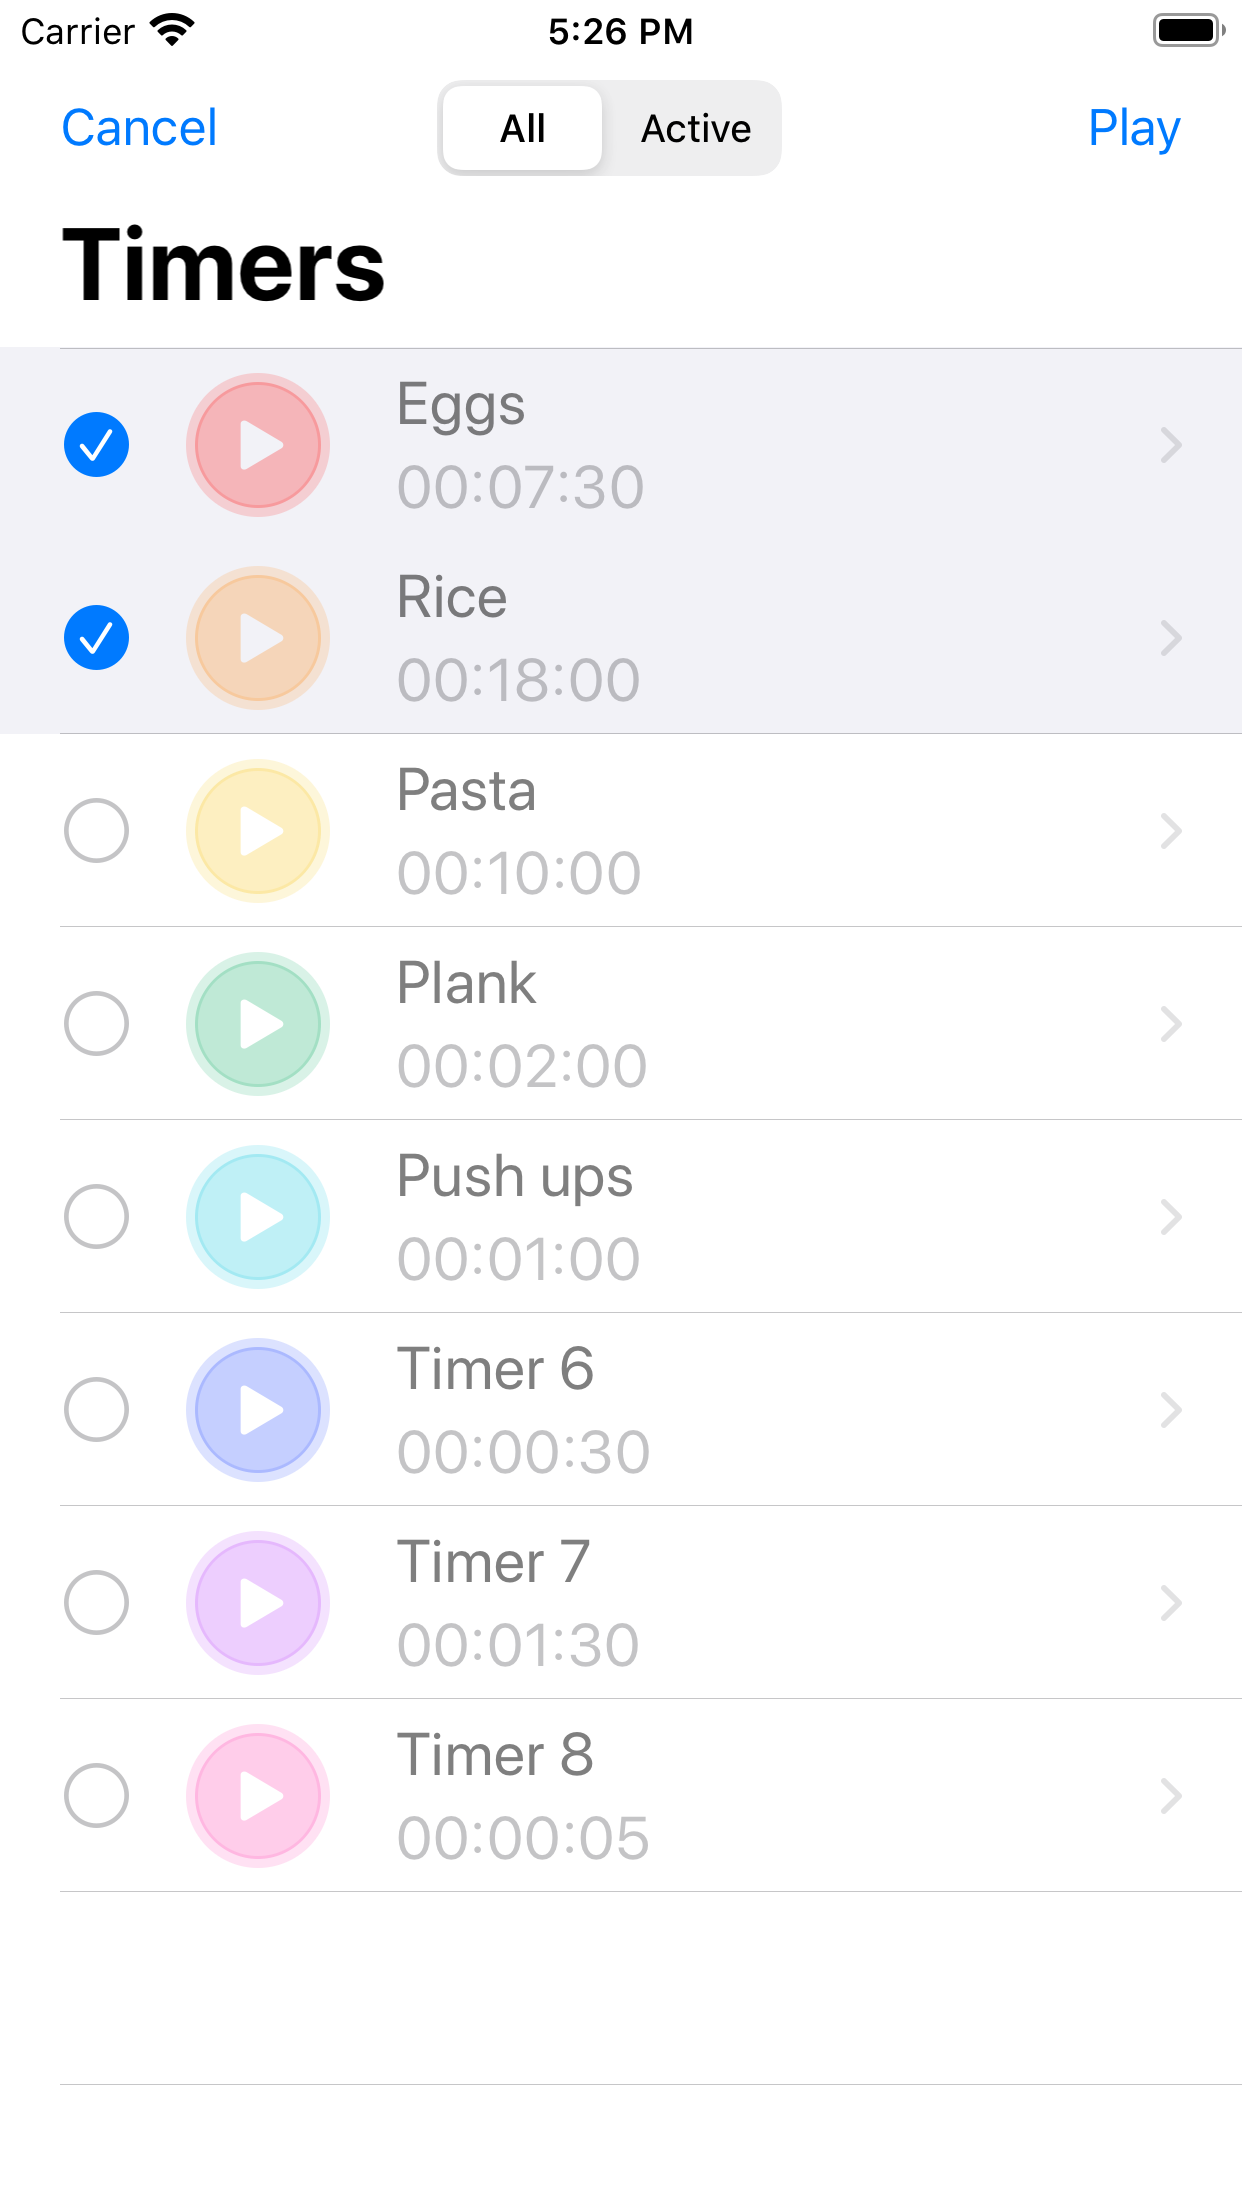 Carrier 5:26 PM
Cancel All Active Play
Timers
Eggs
00:07:30
Rice
00:18:00
Pasta
00:10:00
Plank
00:02:00
Push ups
00:01:00
Timer 6
00:00:30
Timer 7
00:01:30
Timer 8
00:00:05